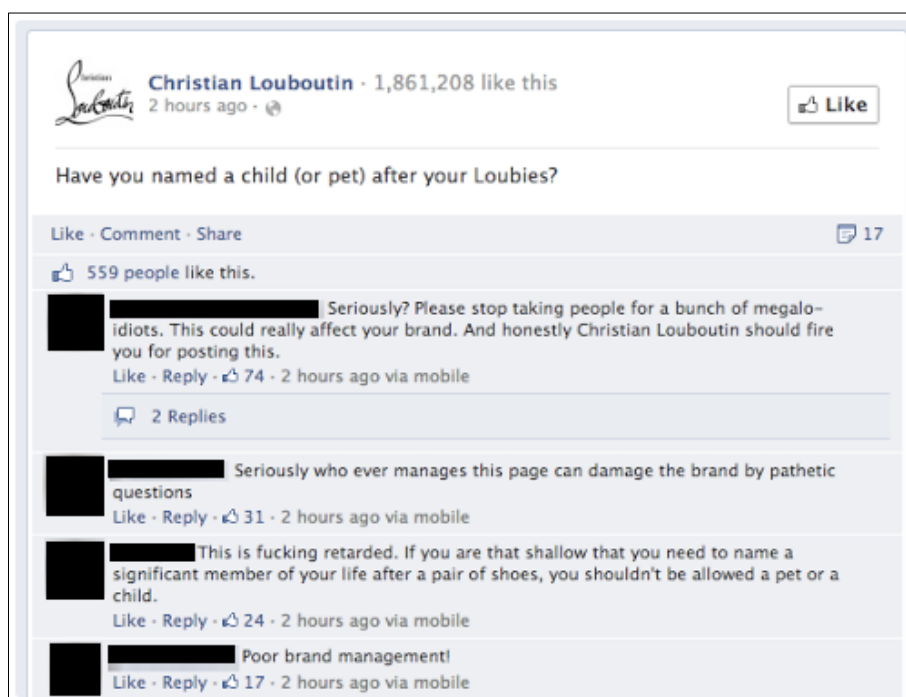 Christian
Louboutin
Christian Louboutin · 1,861,208 like this
2 hours ago ·
Like
Have you named a child (or pet) after your Loubies?
Like · Comment · Share
17
559 people like this.
Seriously? Please stop taking people for a bunch of megalo-
idiots. This could really affect your brand. And honestly Christian Louboutin should fire
you for posting this.
Like · Reply · 74 · 2 hours ago via mobile
2 Replies
Seriously who ever manages this page can damage the brand by pathetic
questions
Like · Reply · 31 · 2 hours ago via mobile
This is fucking retarded. If you are that shallow that you need to name a
significant member of your life after a pair of shoes, you shouldn't be allowed a pet or a
child.
Like · Reply · 24 · 2 hours ago via mobile
Poor brand management!
Like · Reply · 17 · 2 hours ago via mobile